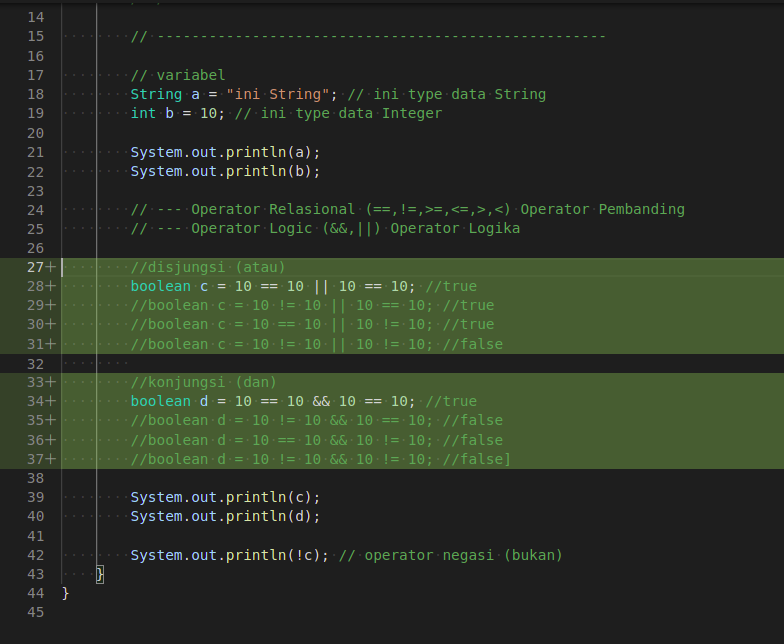 14
15 // ----------------------------------------------------
16
17 // variabel
18 String a = "ini String"; // ini type data String
19 int b = 10; // ini type data Integer
20
21 System.out.println(a);
22 System.out.println(b);
23
24 // --- Operator Relasional (==,!=,>=,<=,>,<) Operator Pembanding
25 // --- Operator Logic (&&,||) Operator Logika
26
27+ //disjungsi (atau)
28+ boolean c = 10 == 10 || 10 == 10; //true
29+ //boolean c = 10 != 10 || 10 == 10; //true
30+ //boolean c = 10 == 10 || 10 != 10; //true
31+ //boolean c = 10 != 10 || 10 != 10; //false
32
33+ //konjungsi (dan)
34+ boolean d = 10 == 10 && 10 == 10; //true
35+ //boolean d = 10 != 10 && 10 == 10; //false
36+ //boolean d = 10 == 10 && 10 != 10; //false
37+ //boolean d = 10 != 10 && 10 != 10; //false]
38
39 System.out.println(c);
40 System.out.println(d);
41
42 System.out.println(!c); // operator negasi (bukan)
43 }
44 }
45